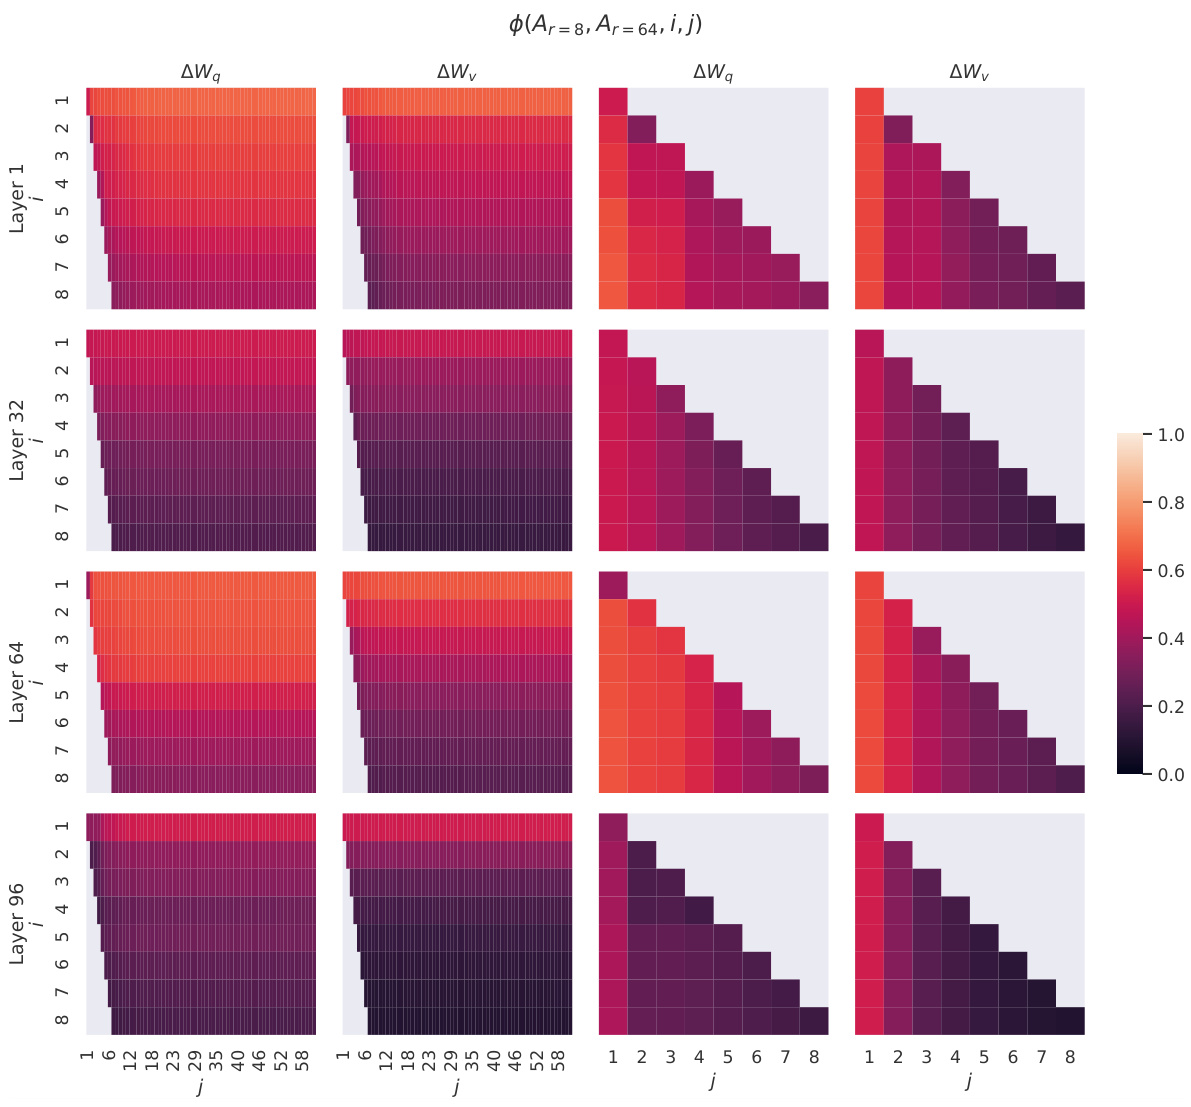 ϕ(A_{r=8}, A_{r=64}, i, j)
ΔW_q ΔW_v ΔW_q ΔW_v
Layer 1
i
1
2
3
4
5
6
7
8
Layer 32
i
1
2
3
4
5
6
7
8
Layer 64
i
1
2
3
4
5
6
7
8
Layer 96
i
1
2
3
4
5
6
7
8
1 6 12 18 23 29 35 40 46 52 58
j
1 6 12 18 23 29 35 40 46 52 58
j
1 2 3 4 5 6 7 8
j
1 2 3 4 5 6 7 8
j
1.0
0.8
0.6
0.4
0.2
0.0